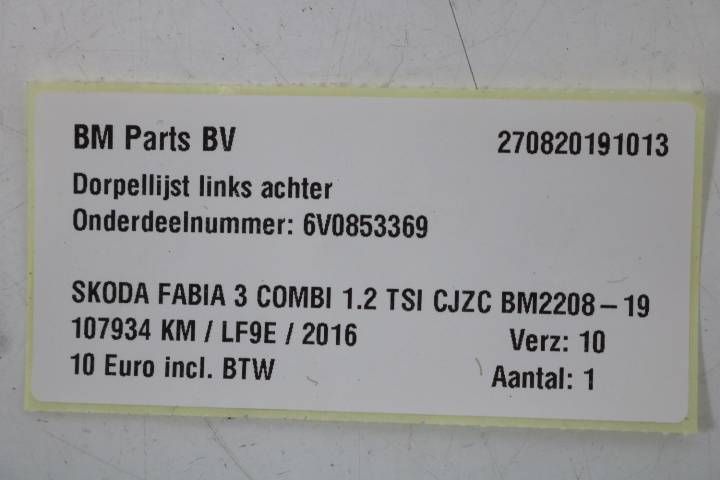 BM Parts BV 270820191013
Dorpellijst links achter
Onderdeelnummer: 6V0853369
SKODA FABIA 3 COMBI 1.2 TSI CJZC BM2208-19
107934 KM / LF9E / 2016 Verz: 10
10 Euro incl. BTW Aantal: 1